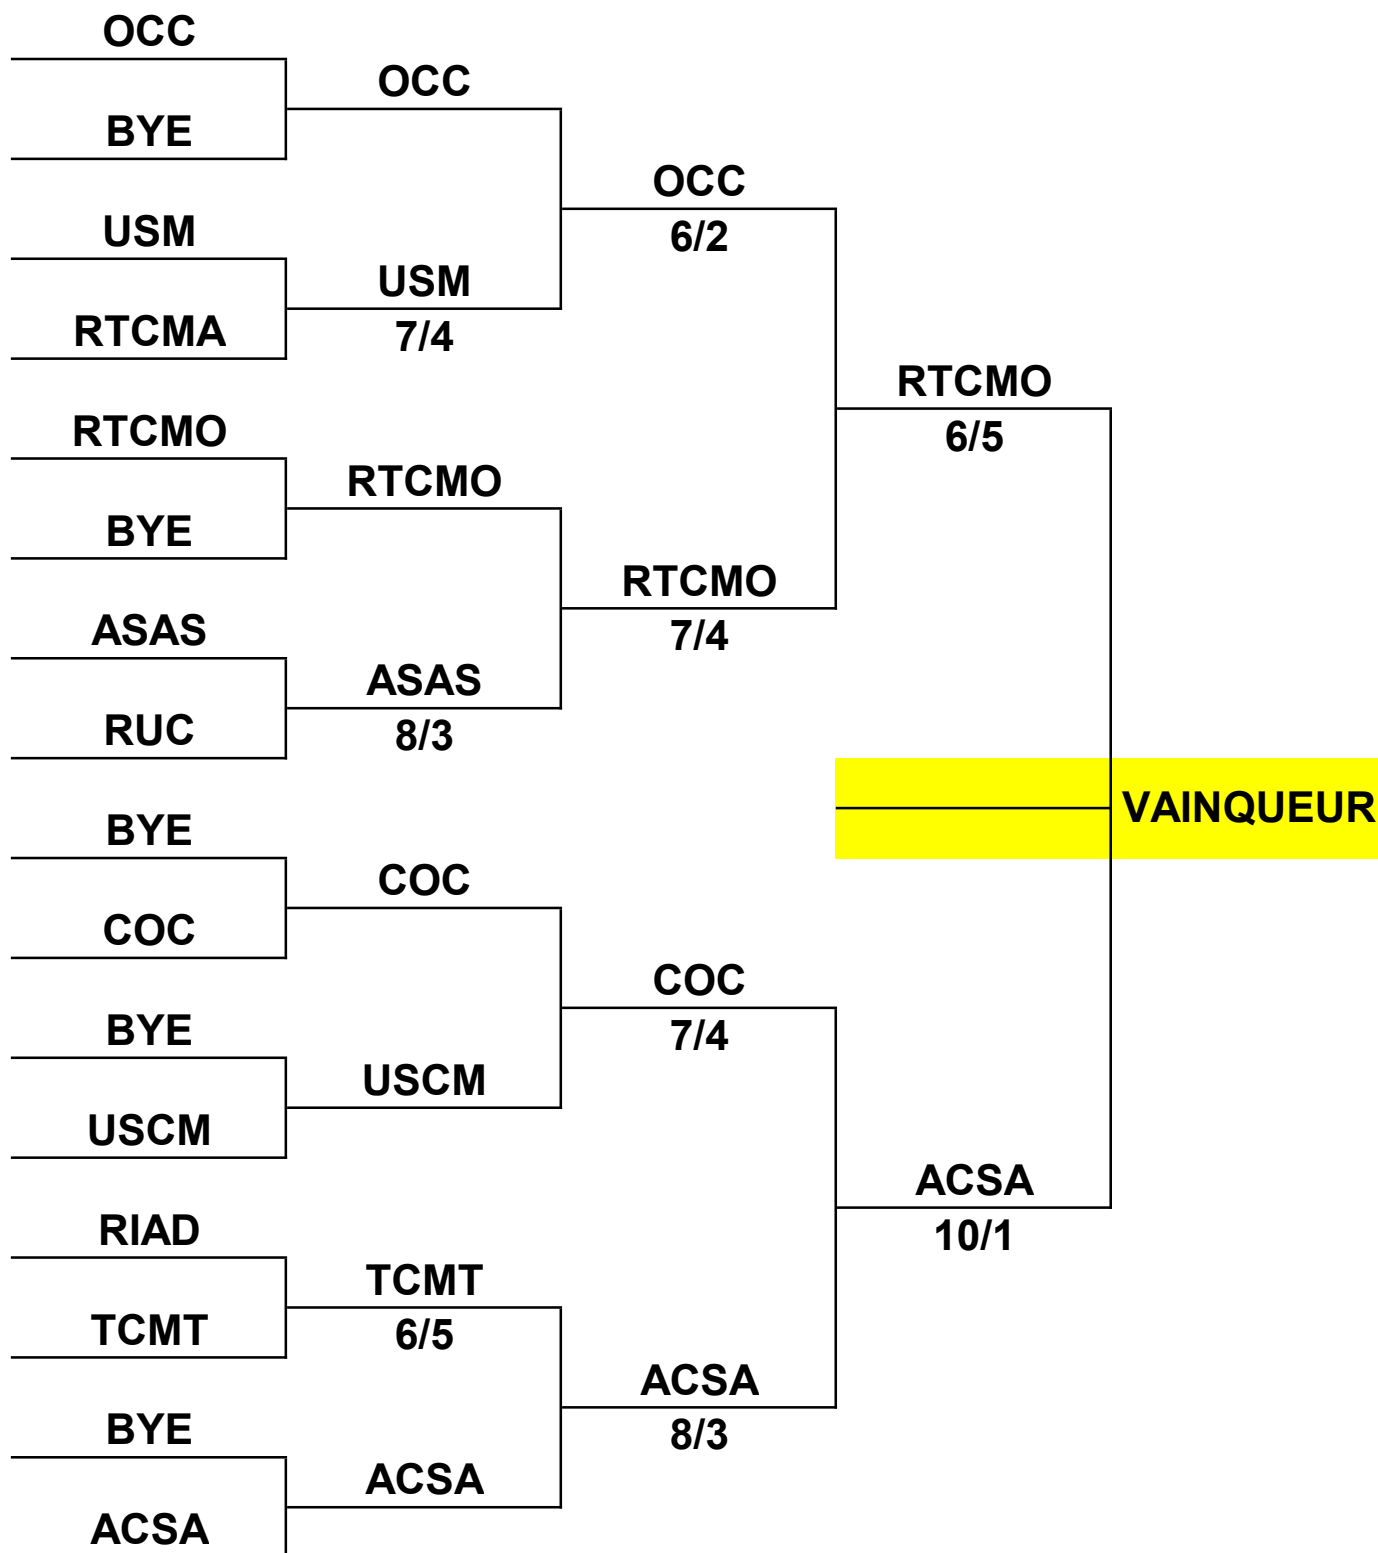 OCC
BYE
USM
RTCMA
RTCMO
BYE
ASAS
RUC
BYE
COC
BYE
USCM
RIAD
TCMT
BYE
ACSA
OCC
USM
7/4
RTCMO
ASAS
8/3
COC
USCM
TCMT
6/5
ACSA
OCC
6/2
RTCMO
7/4
COC
7/4
ACSA
8/3
RTCMO
6/5
ACSA
10/1
VAINQUEUR